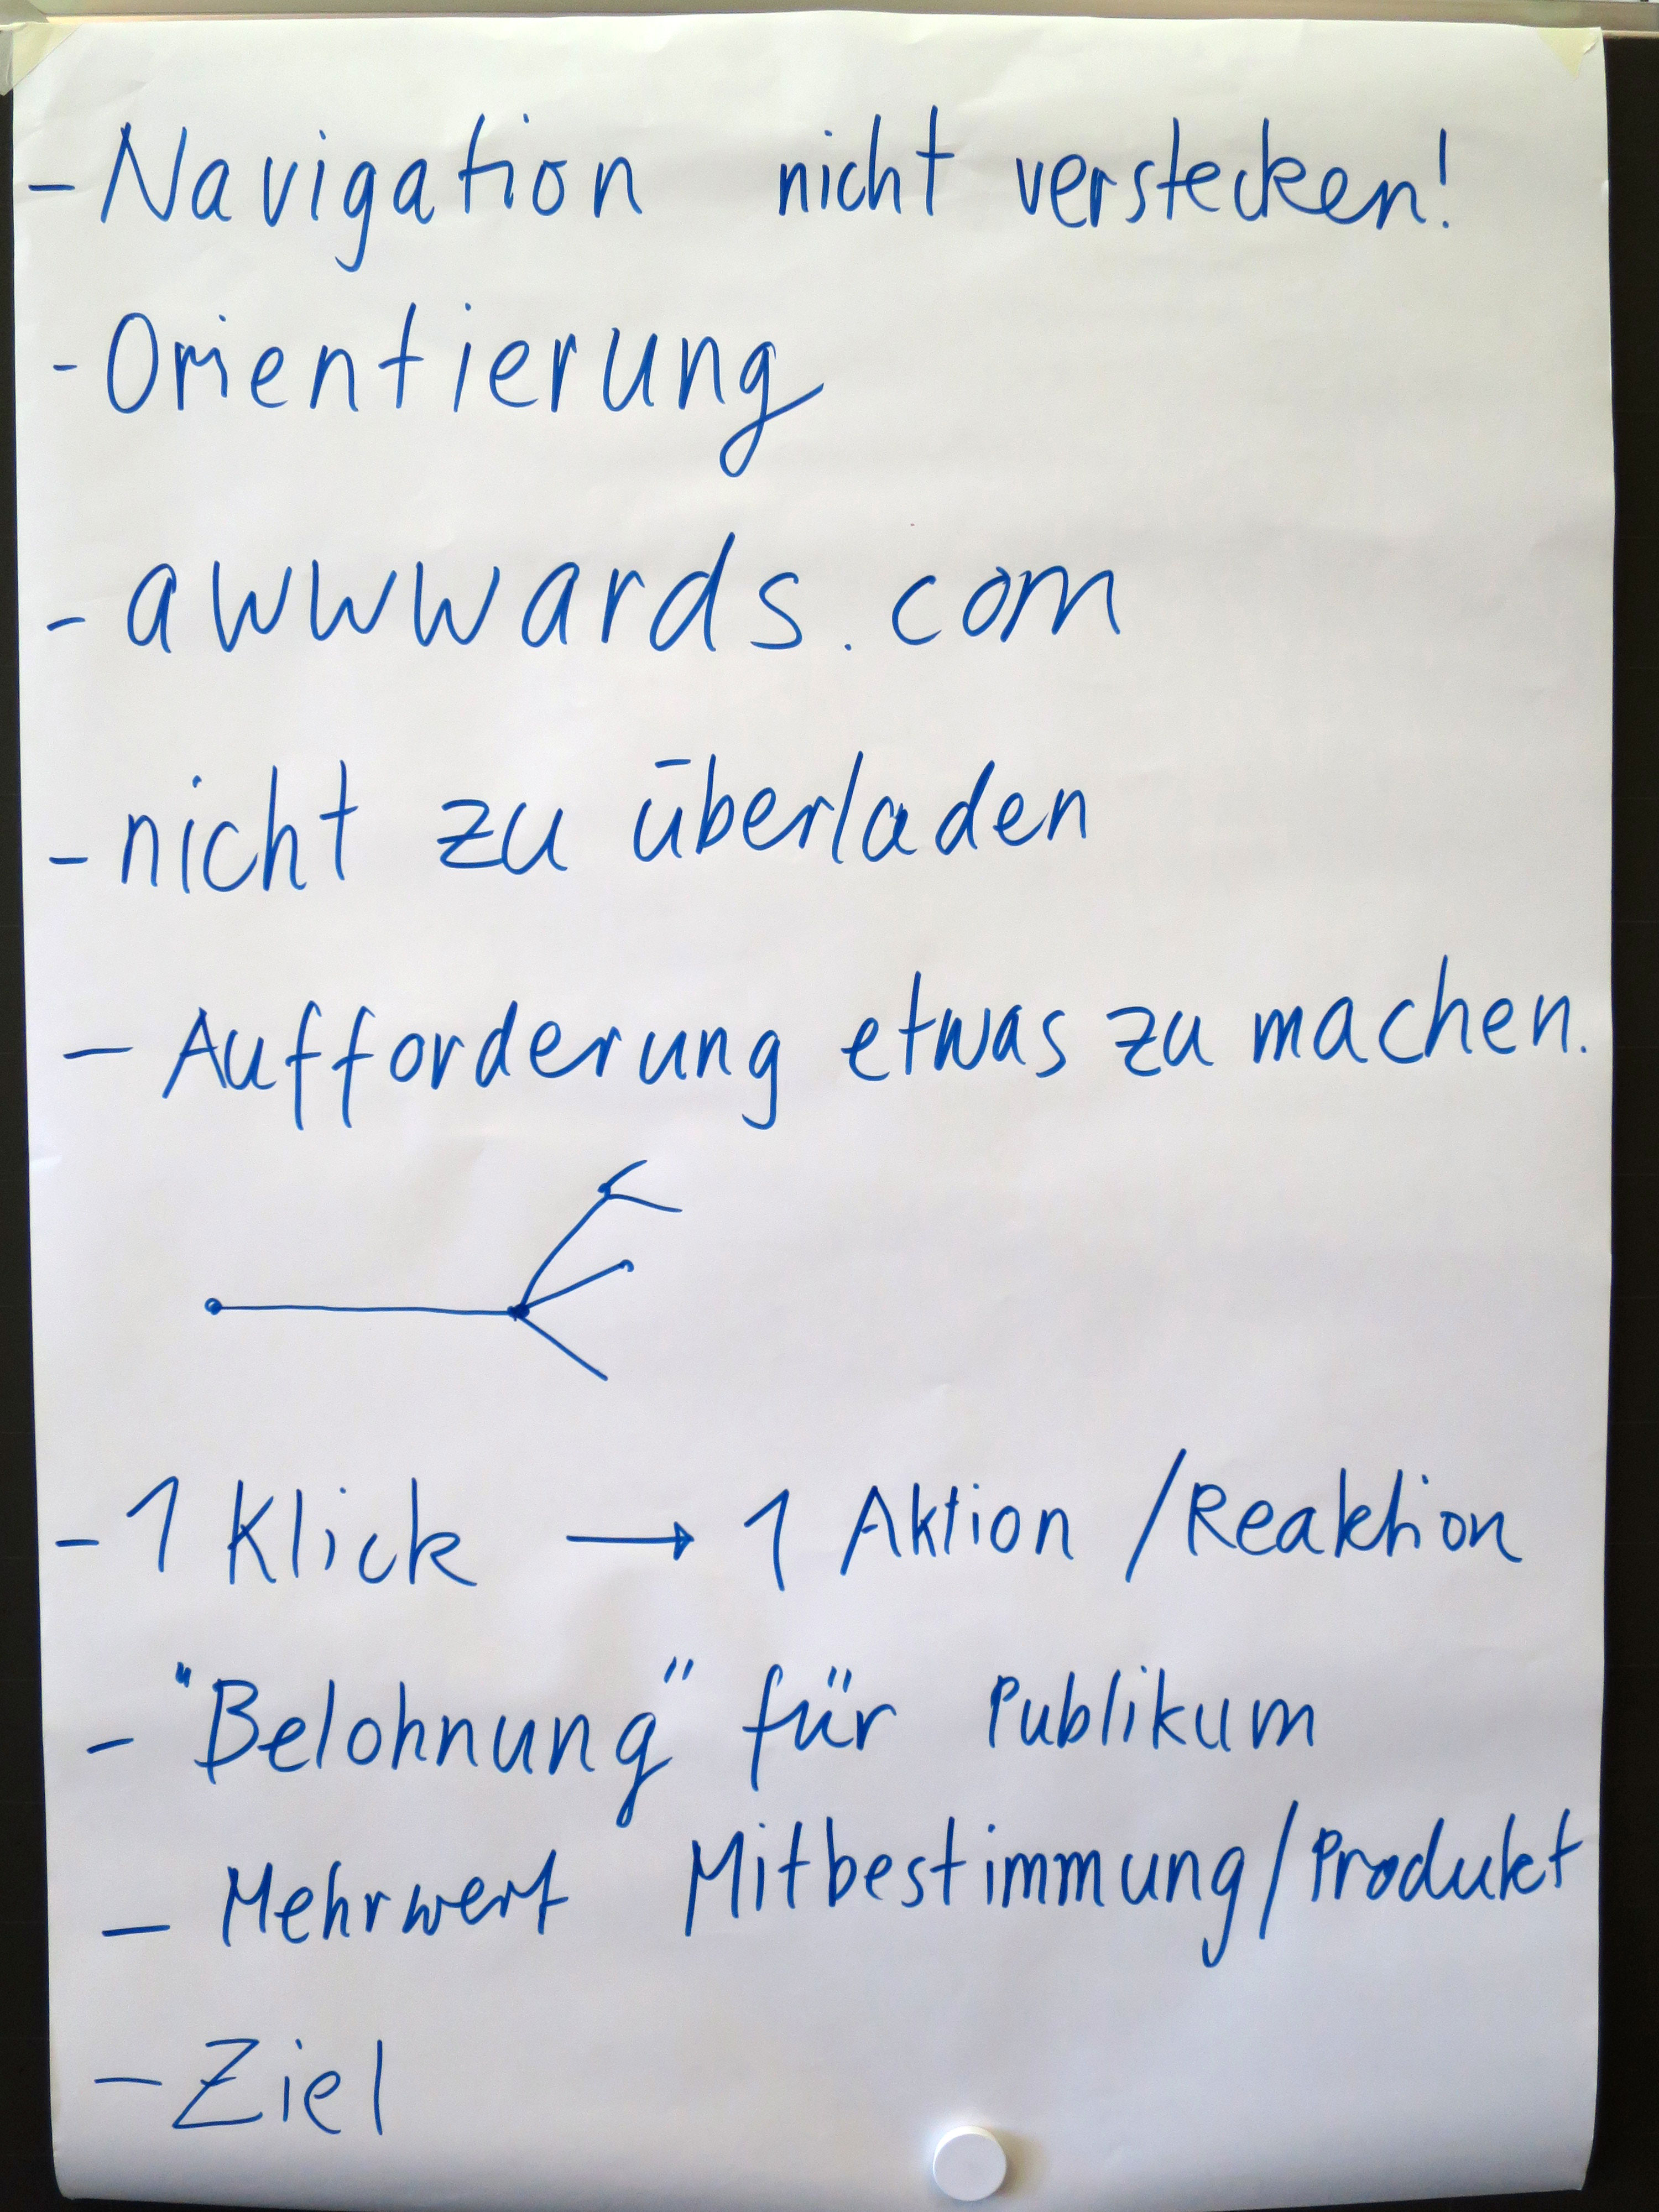 - Navigation nicht verstecken!
- Orientierung
- awwwards.com
- nicht zu überladen
- Aufforderung etwas zu machen.
- 1 Klick → 1 Aktion /Reaktion
- "Belohnung" für Publikum
- Mehrwert Mitbestimmung/Produkt
- Ziel